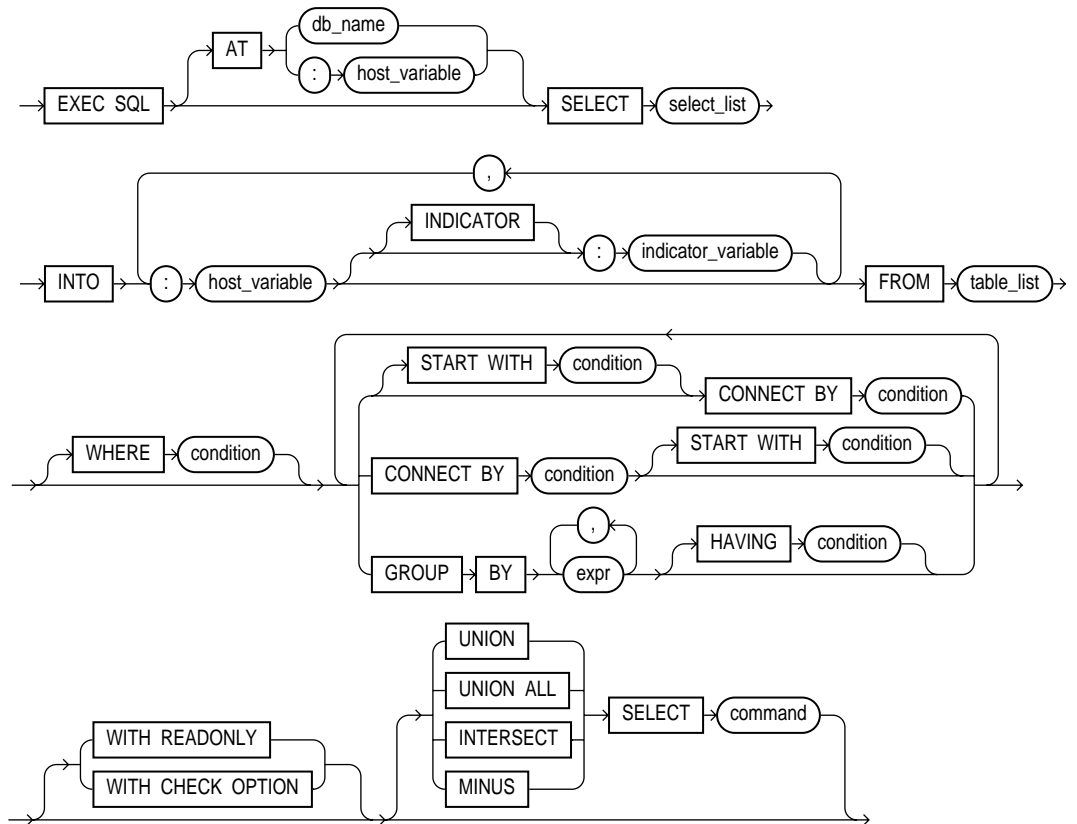 db_name
AT
: host_variable
EXEC SQL SELECT select_list
,
INDICATOR
: indicator_variable
INTO : host_variable FROM table_list
START WITH condition
CONNECT BY condition
WHERE condition
START WITH condition
CONNECT BY condition
,
HAVING condition
GROUP BY expr
UNION
UNION ALL
SELECT command
WITH READONLY
INTERSECT
WITH CHECK OPTION
MINUS